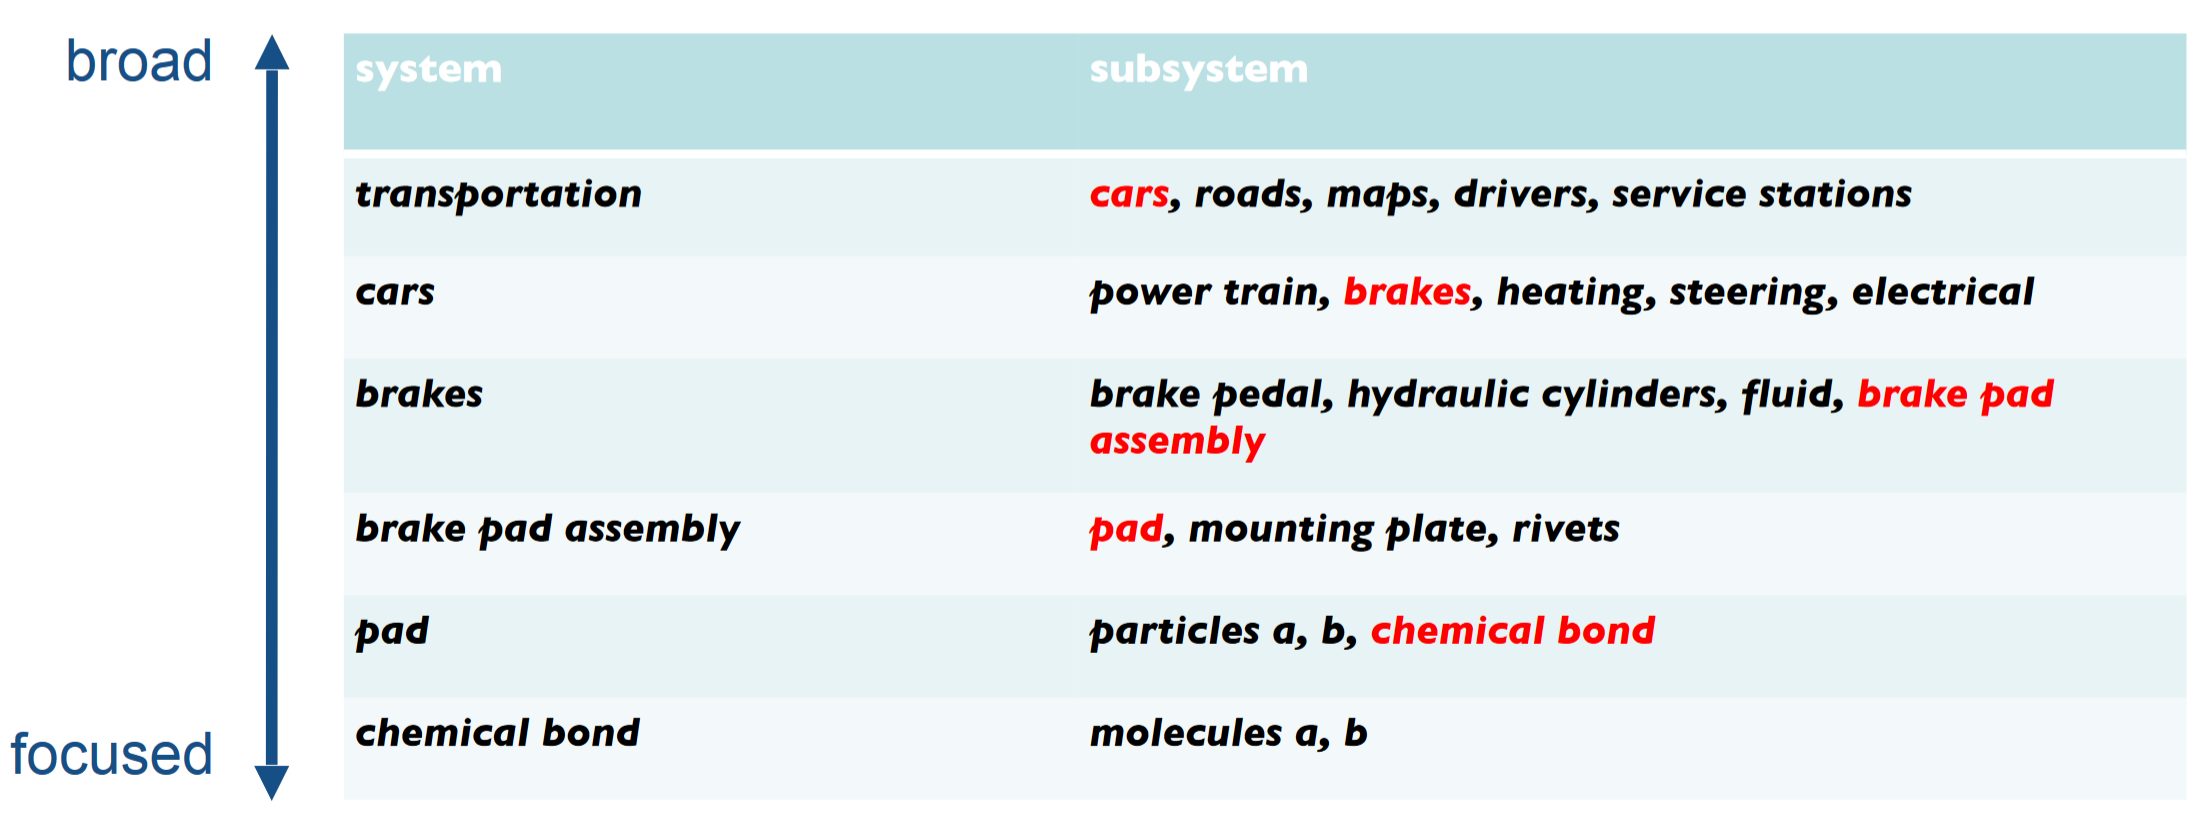 broad
system
subsystem
transportation
cars, roads, maps, drivers, service stations
cars
power train, brakes, heating, steering, electrical
brakes
brake pedal, hydraulic cylinders, fluid, brake pad
assembly
brake pad assembly
pad, mounting plate, rivets
pad
particles a, b, chemical bond
chemical bond
molecules a, b
focused